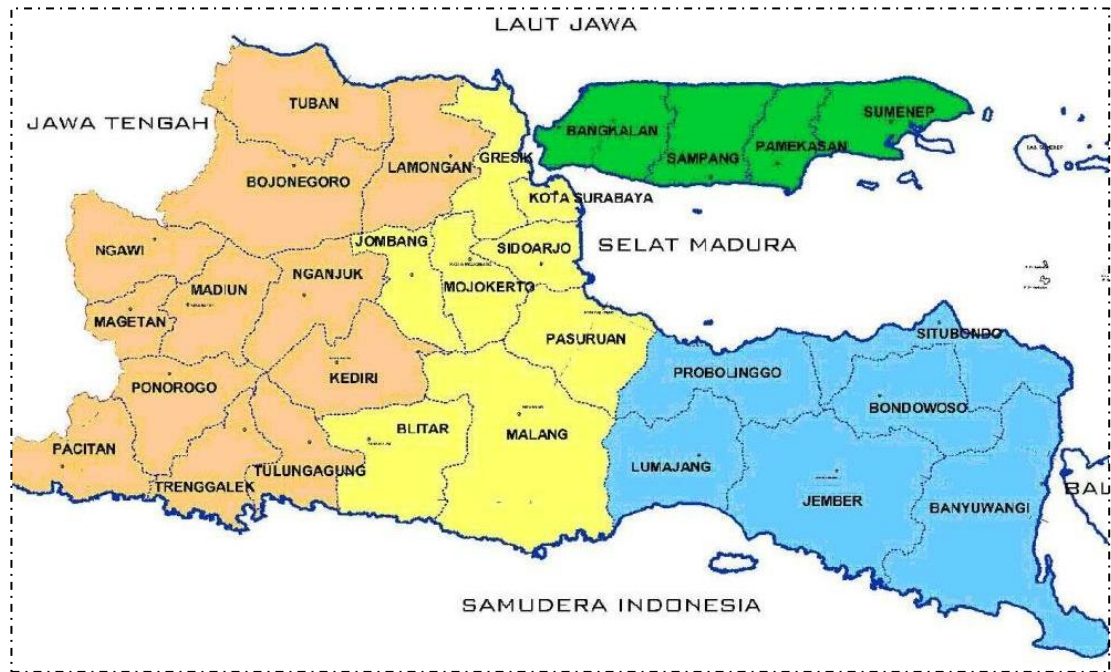 LAUT JAWA
JAWA TENGAH
TUBAN
SUMENEP
BANGKALAN
PAMEKASAN
SAMPANG
GRESIK
LAMONGAN
BOJONEGORO
KOTA SURABAYA
JOMBANG
SIDOARJO
SELAT MADURA
NGAWI
NGANJUK
MADIUN
MOJOKERTO
MAGETAN
PASURUAN
SITUBONDO
PROBOLINGGO
KEDIRI
PONOROGO
BONDOWOSO
BLITAR
MALANG
PACITAN
LUMAJANG
TULUNGAGUNG
TRENGGALEK
JEMBER
BANYUWANGI
BAL
SAMUDERA INDONESIA